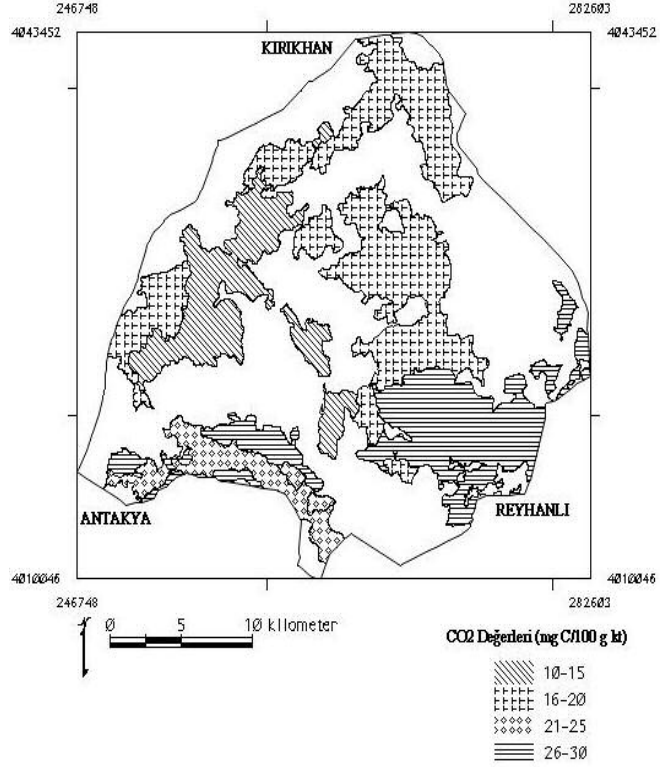 246748 282603
4043452 4043452
KIRIKHAN
ANTAKYA
REYHANLI
4010046 4010046
246748 282603
0 5 10 kilometer
CO2 Değerleri (mg C/100 g kt)
10-15
16-20
21-25
26-30